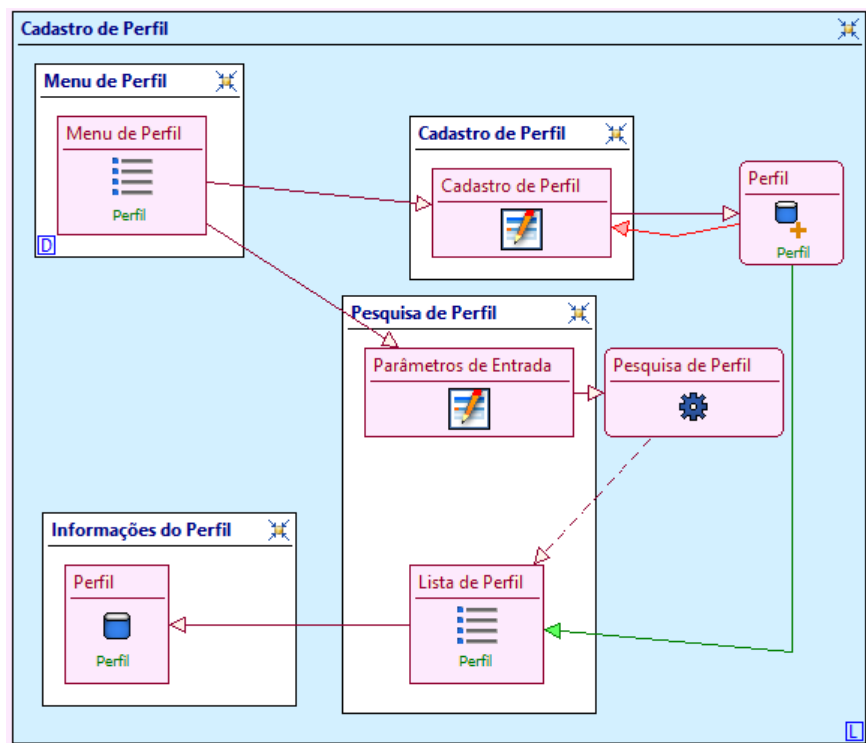 Cadastro de Perfil
Menu de Perfil
Menu de Perfil
Perfil
D
Cadastro de Perfil
Cadastro de Perfil
Perfil
Perfil
Pesquisa de Perfil
Parâmetros de Entrada
Pesquisa de Perfil
Informações do Perfil
Perfil
Perfil
Lista de Perfil
Perfil
L